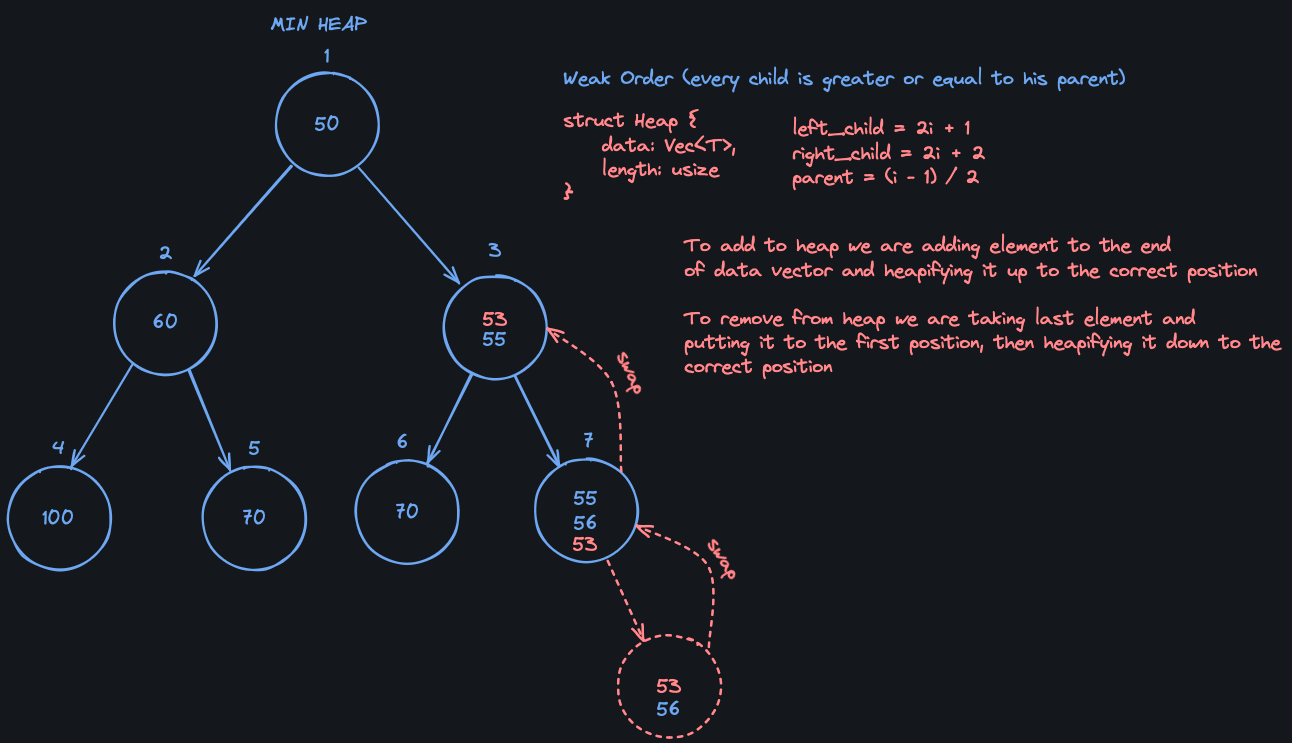 MIN HEAP
1
50
Weak Order (every child is greater or equal to his parent)
struct Heap {
data: Vec<T>,
length: usize
}
left_child = 2i + 1
right_child = 2i + 2
parent = (i - 1) / 2
To add to heap we are adding element to the end
of data vector and heapifying it up to the correct position
To remove from heap we are taking last element and
putting it to the first position, then heapifying it down to the
correct position
2
60
3
53
55
swap
4
100
5
70
6
70
7
55
56
53
swap
53
56